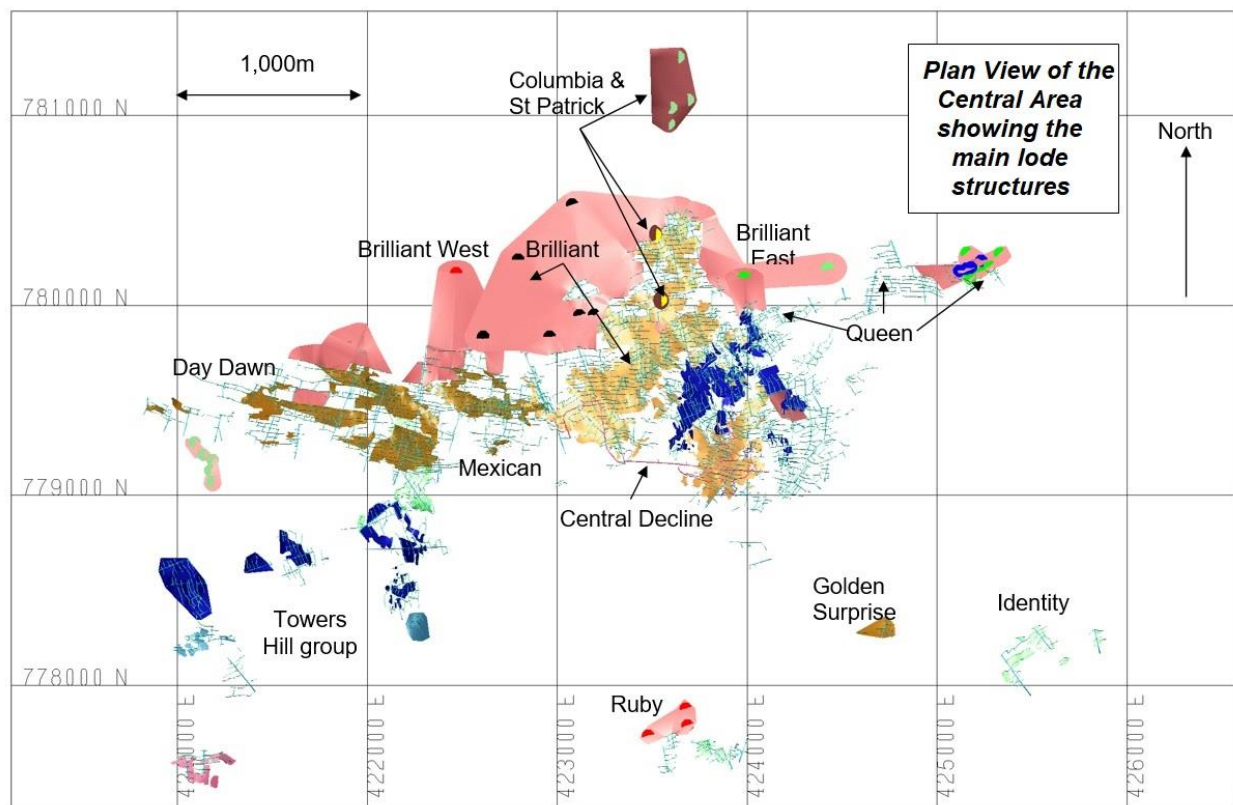 1,000m
Columbia &
St Patrick
Plan View of the
Central Area
showing the
main lode
structures
781000 N
North
Brilliant West
Brilliant
Brilliant
East
780000 N
Queen
Day Dawn
Mexican
779000 N
Central Decline
Golden
Surprise
Identity
Towers
Hill group
778000 N
Ruby
422000 E
423000 E
424000 E
425000 E
426000 E